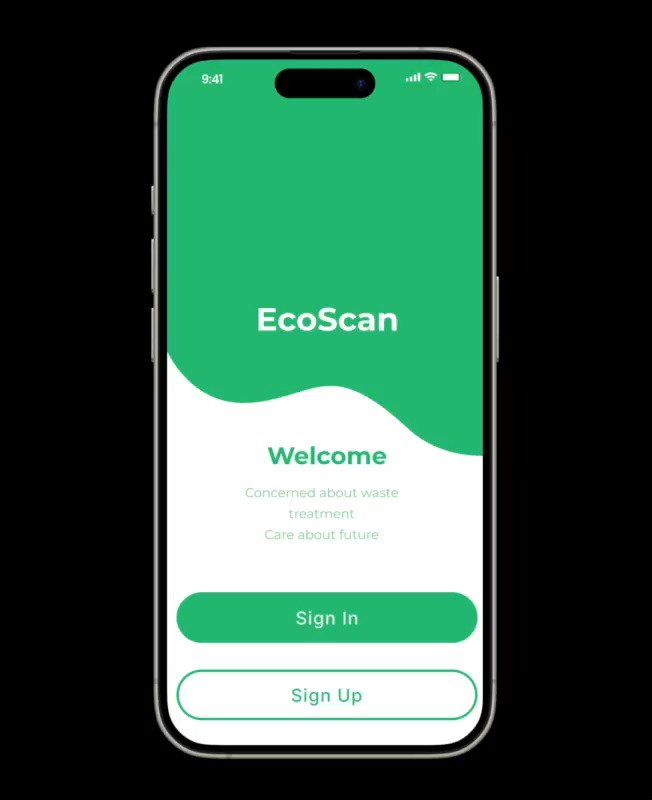 9:41
EcoScan
Welcome
Concerned about waste
treatment
Care about future
Sign In
Sign Up